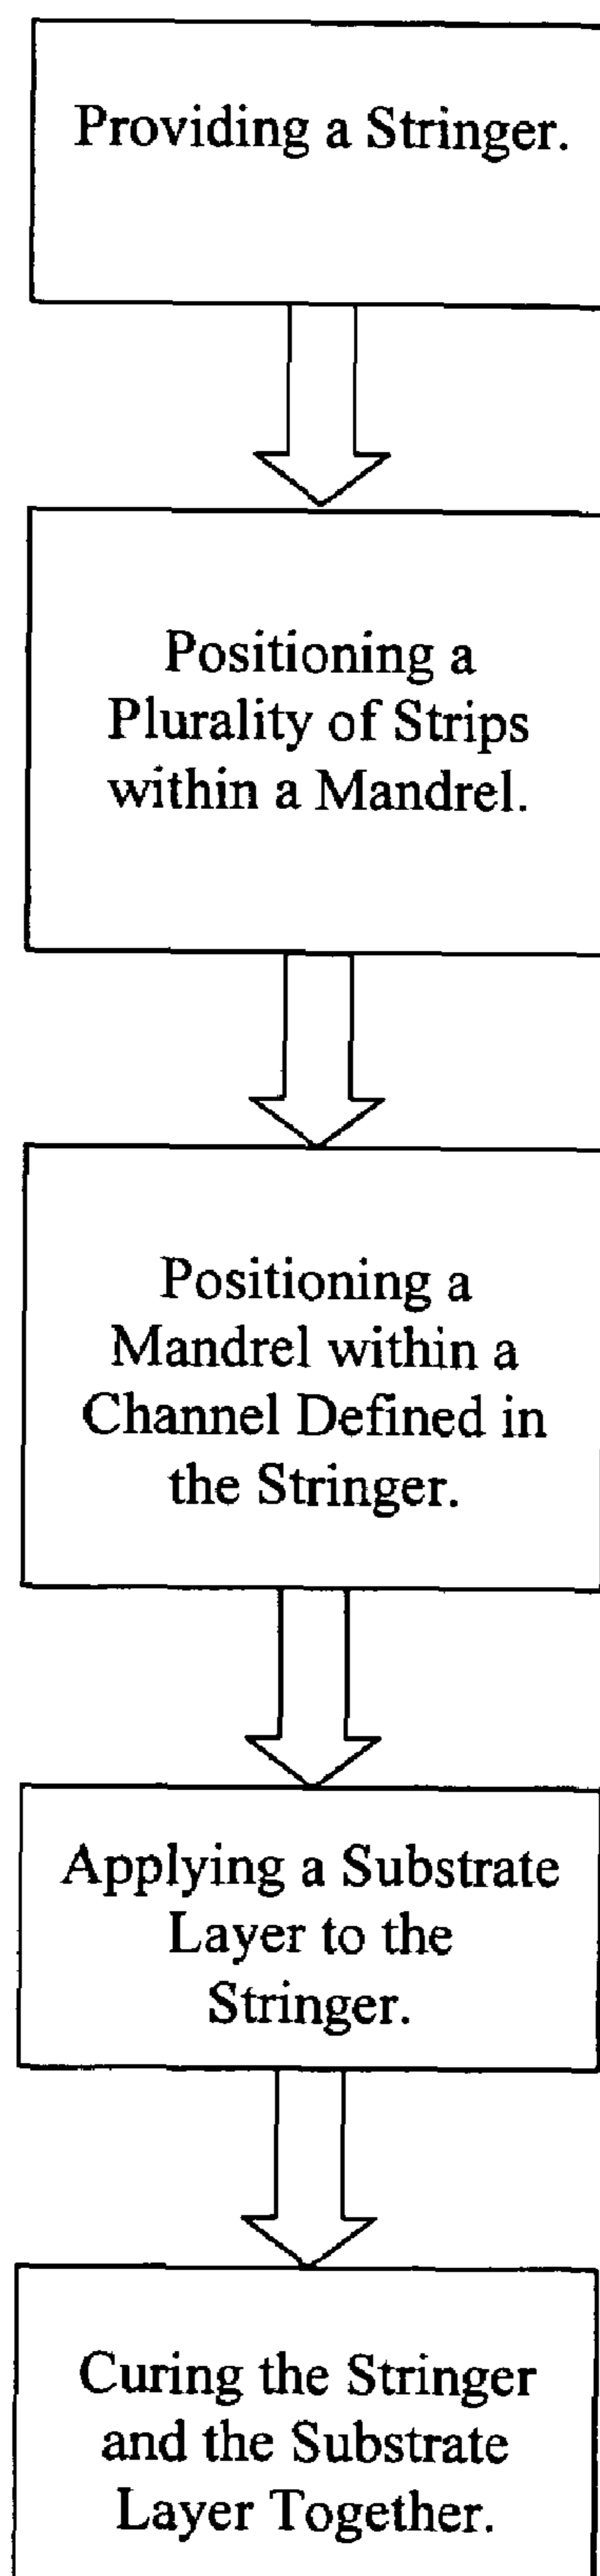 Providing a Stringer.
Positioning a
Plurality of Strips
within a Mandrel.
Positioning a
Mandrel within a
Channel Defined in
the Stringer.
Applying a Substrate
Layer to the
Stringer.
Curing the Stringer
and the Substrate
Layer Together.